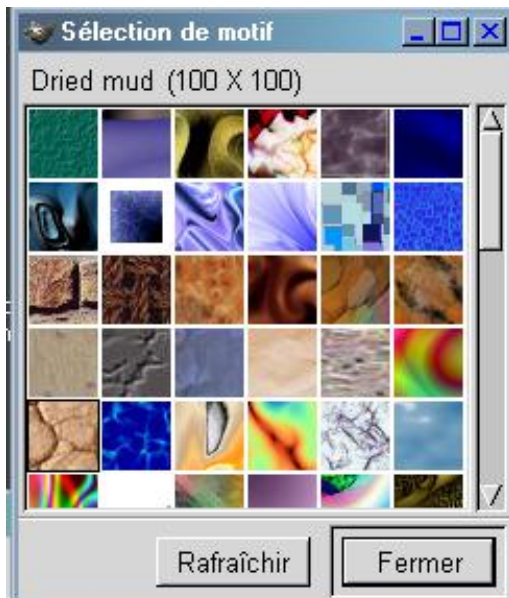 Sélection de motif
Dried mud (100 X 100)
Rafraîchir
Fermer